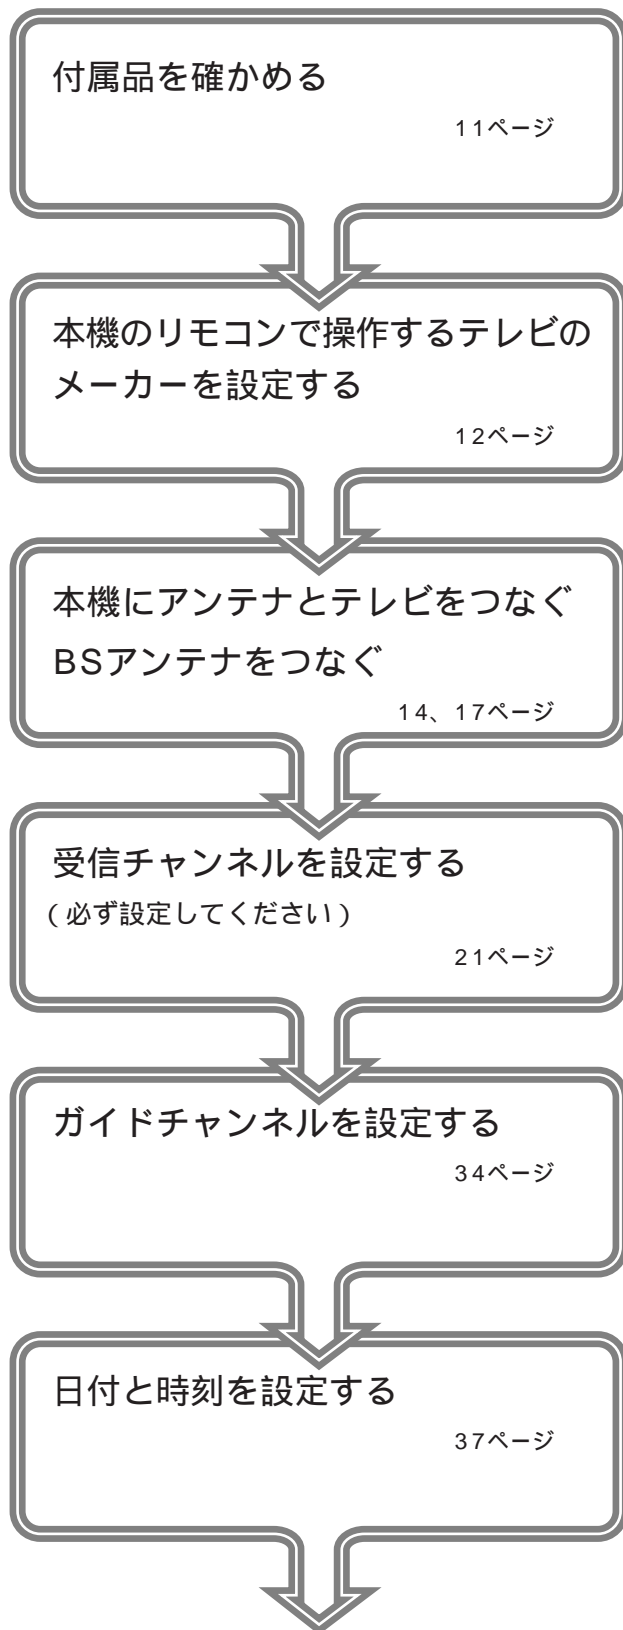 付属品を確かめる
11ページ
本機のリモコンで操作するテレビの
メーカーを設定する
12ページ
本機にアンテナとテレビをつなぐ
BSアンテナをつなぐ
14、17ページ
受信チャンネルを設定する
（必ず設定してください）
21ページ
ガイドチャンネルを設定する
34ページ
日付と時刻を設定する
37ページ